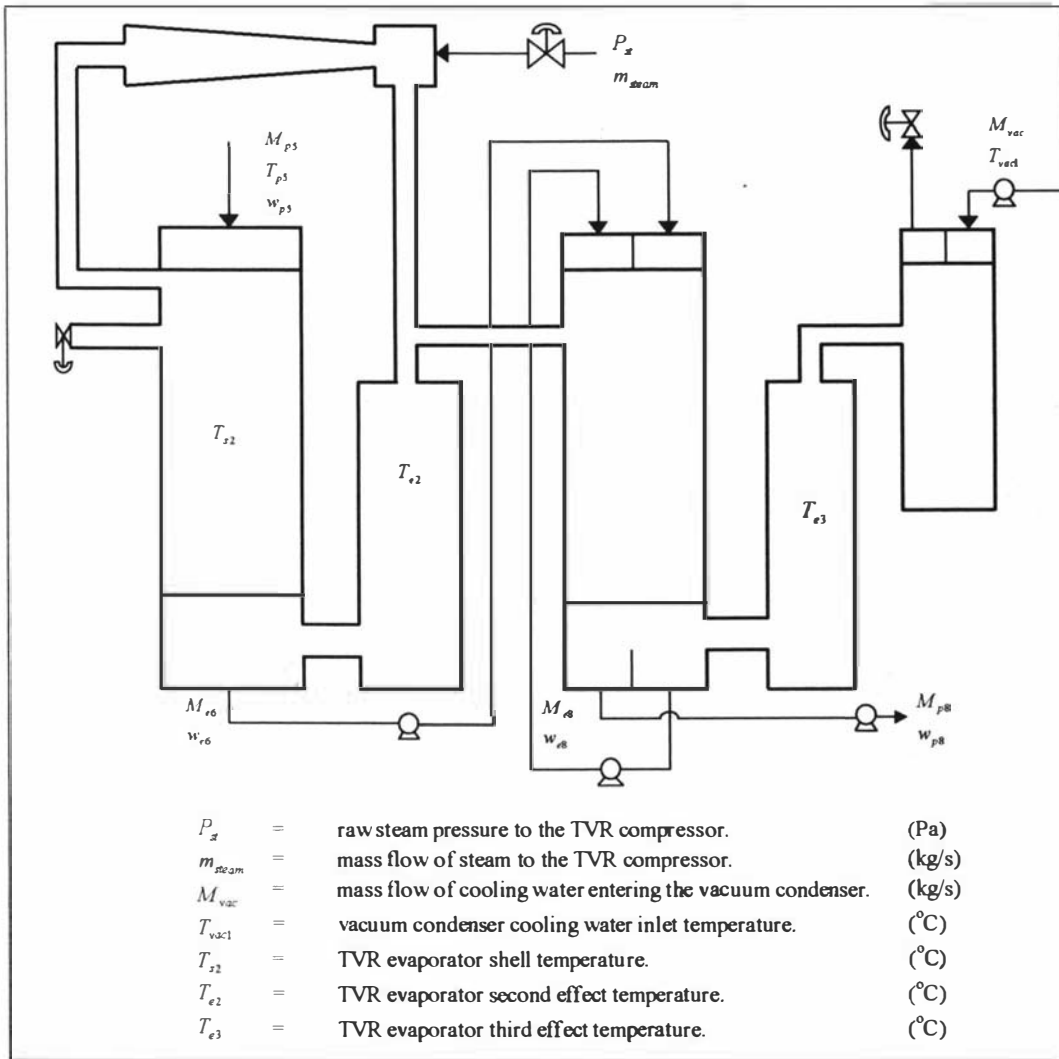 P_st
m_steam
M_vac
T_vac1
M_p5
T_p5
w_p5
T_s2
T_e2
T_e3
M_e6
w_e6
M_e8
w_e8
M_p8
w_p8
P_st = raw steam pressure to the TVR compressor. (Pa)
m_steam = mass flow of steam to the TVR compressor. (kg/s)
M_vac = mass flow of cooling water entering the vacuum condenser. (kg/s)
T_vac1 = vacuum condenser cooling water inlet temperature. (°C)
T_s2 = TVR evaporator shell temperature. (°C)
T_e2 = TVR evaporator second effect temperature. (°C)
T_e3 = TVR evaporator third effect temperature. (°C)